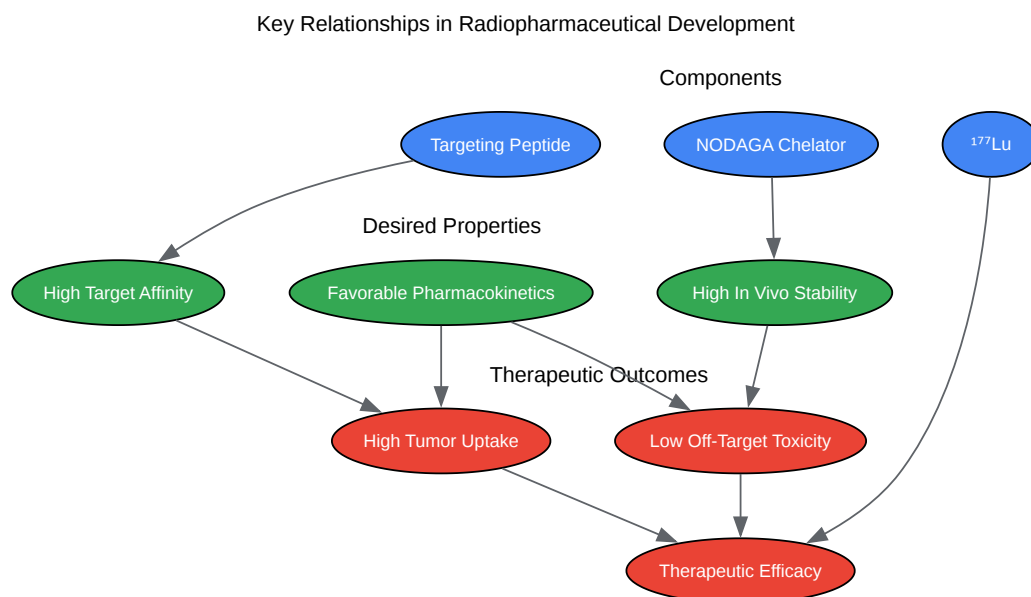 Key Relationships in Radiopharmaceutical Development
Components
Targeting Peptide
NODAGA Chelator
¹⁷⁷Lu
Desired Properties
High Target Affinity
Favorable Pharmacokinetics
High In Vivo Stability
Therapeutic Outcomes
High Tumor Uptake
Low Off-Target Toxicity
Therapeutic Efficacy